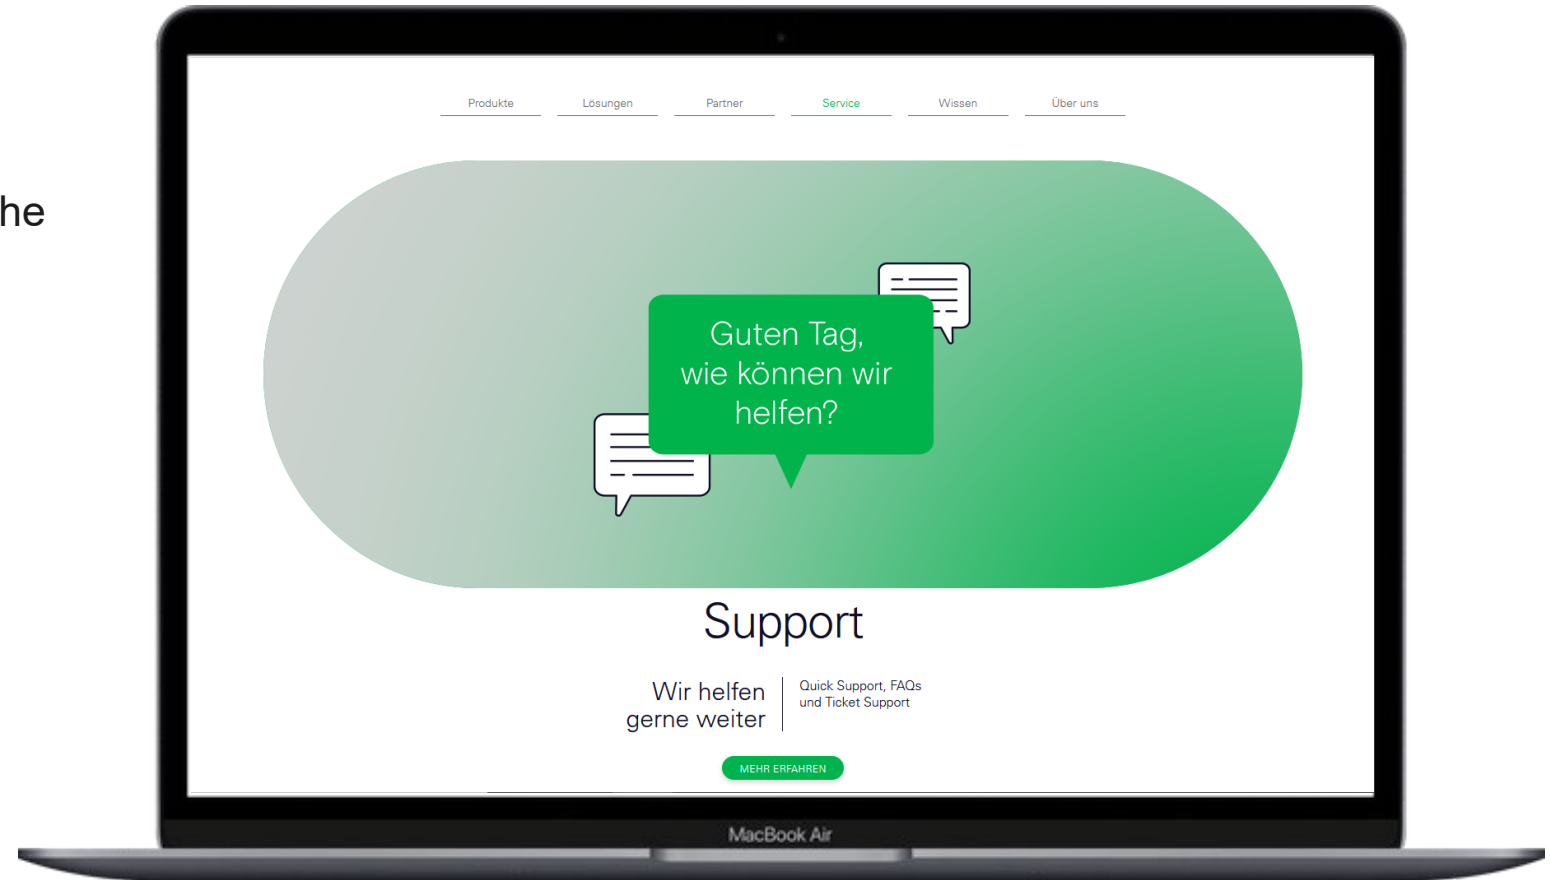 he
Produkte
Lösungen
Partner
Service
Wissen
Über uns
Guten Tag,
wie können wir
helfen?
Support
Wir helfen
gerne weiter
Quick Support, FAQs
und Ticket Support
MEHR ERFAHREN
MacBook Air